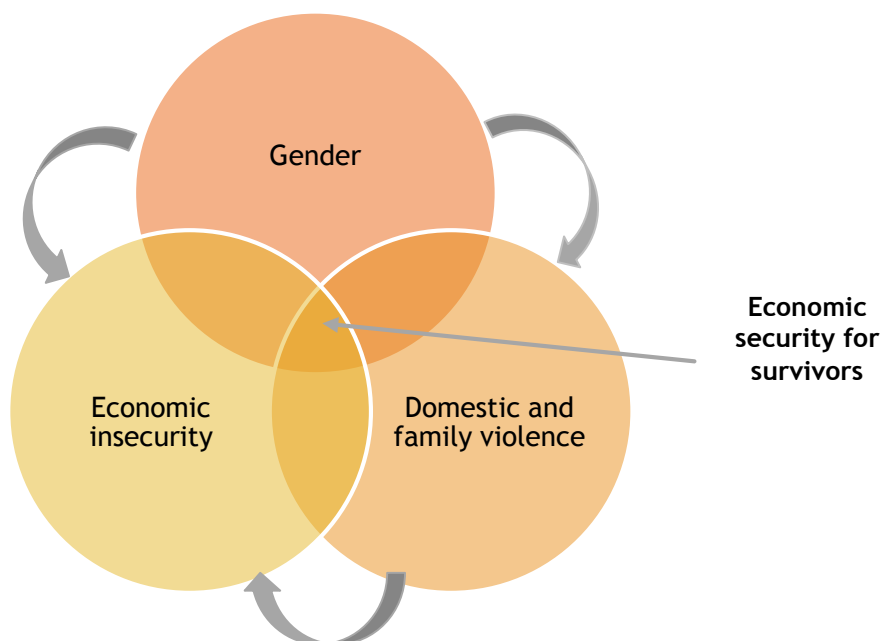 Gender
Economic
security for
survivors
Economic
insecurity
Domestic and
family violence